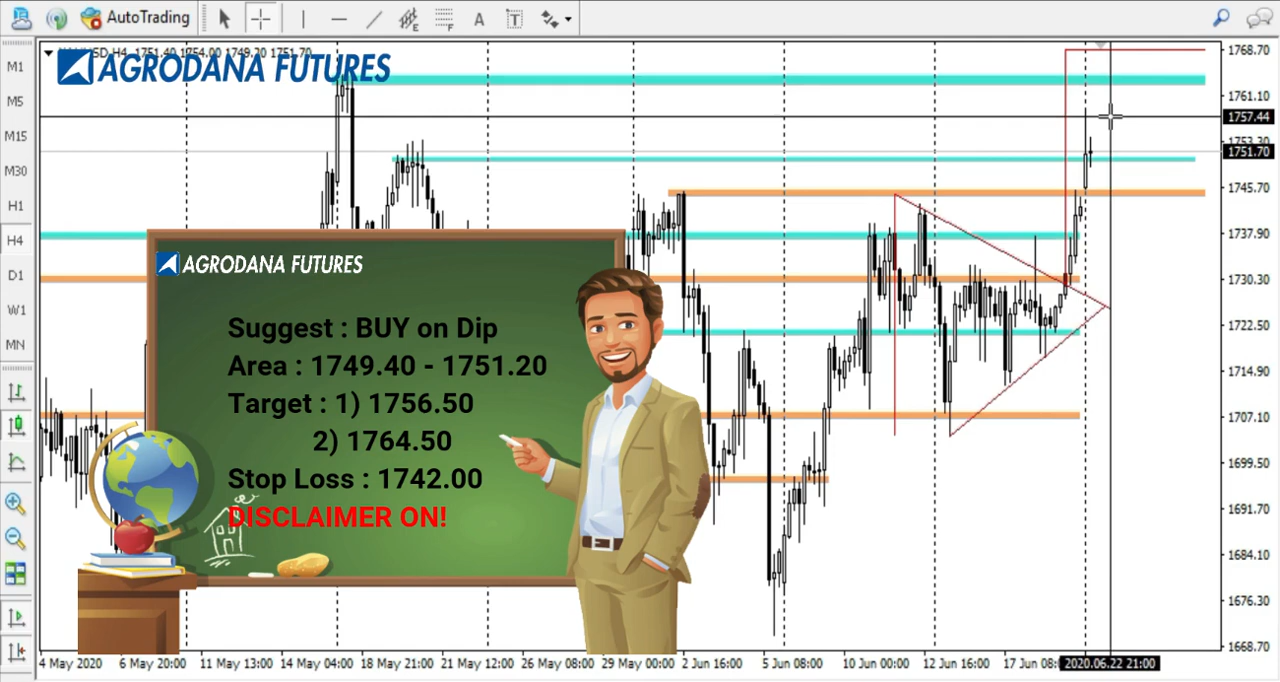 AutoTrading
A
T
E
F
M1
M5
M15
M30
H1
H4
D1
W1
MN
AGRODANA FUTURES
AGRODANA FUTURES
Suggest : BUY on Dip
Area : 1749.40 - 1751.20
Target : 1) 1756.50
2) 1764.50
Stop Loss : 1742.00
DISCLAIMER ON!
1768.70
1761.10
1757.44
1751.70
1745.70
1737.90
1730.30
1722.50
1714.90
1707.10
1699.50
1691.70
1684.10
1676.30
1668.70
4 May 2020
6 May 20:00
11 May 13:00
14 May 04:00
18 May 20:00
21 May 12:00
26 May 08:00
29 May 00:00
2 Jun 16:00
5 Jun 08:00
10 Jun 00:00
12 Jun 16:00
17 Jun 08:
2020.06.22 21:00